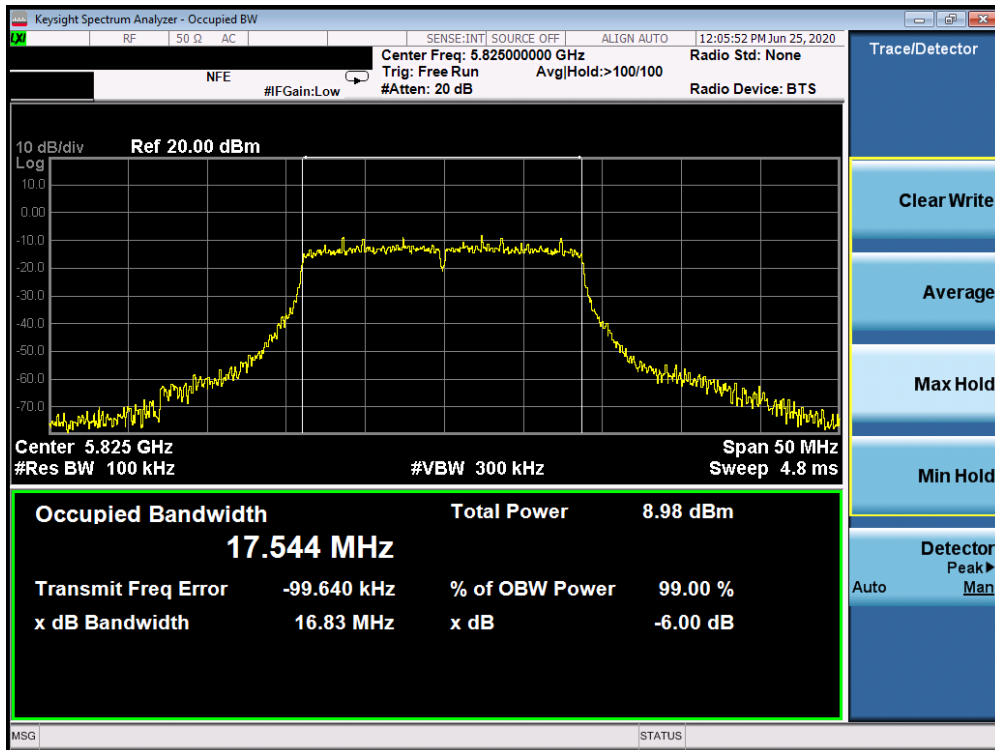 Keysight Spectrum Analyzer - Occupied BW
LXI RF 50 Ω AC SENSE:INT SOURCE OFF ALIGN AUTO 12:05:52 PM Jun 25, 2020
Center Freq: 5.825000000 GHz Radio Std: None
NFE Trig: Free Run Avg|Hold:>100/100
#IFGain:Low #Atten: 20 dB Radio Device: BTS
10 dB/div Ref 20.00 dBm
Log
10.0
0.00
-10.0
-20.0
-30.0
-40.0
-50.0
-60.0
-70.0
Center 5.825 GHz Span 50 MHz
#Res BW 100 kHz #VBW 300 kHz Sweep 4.8 ms
Occupied Bandwidth Total Power 8.98 dBm
17.544 MHz
Transmit Freq Error -99.640 kHz % of OBW Power 99.00 %
x dB Bandwidth 16.83 MHz x dB -6.00 dB
MSG STATUS
Trace/Detector
Clear Write
Average
Max Hold
Min Hold
Detector
Peak▶
Auto Man